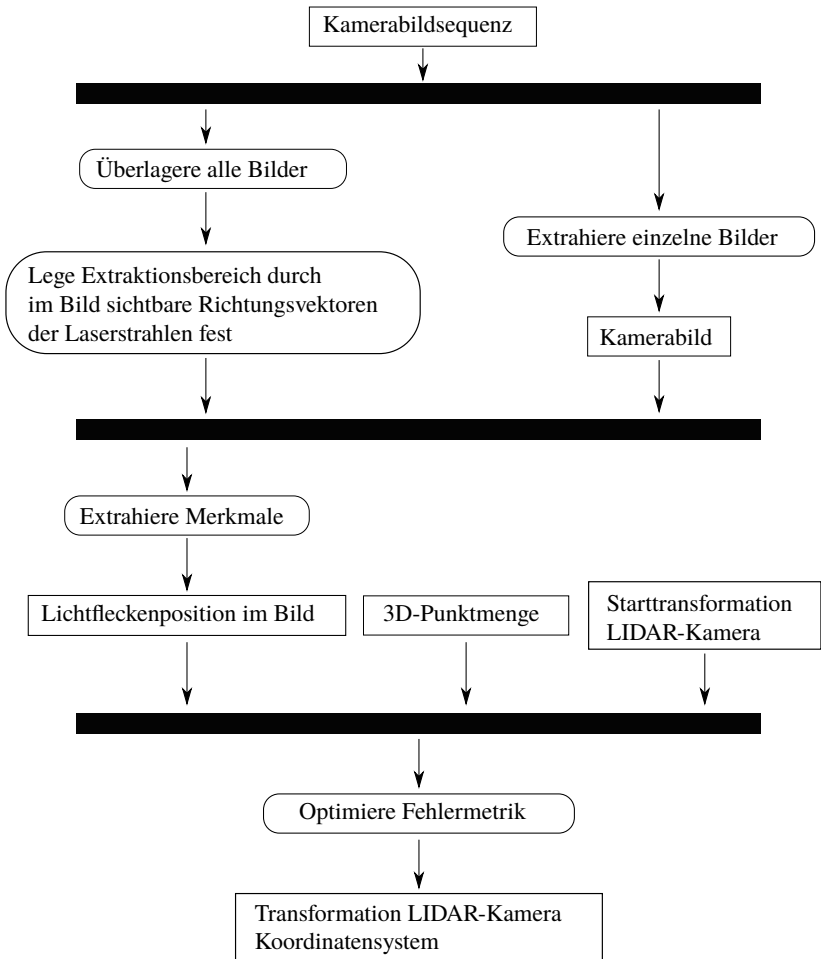 Kamerabildsequenz
Überlagere alle Bilder
Extrahiere einzelne Bilder
Lege Extraktionsbereich durch
im Bild sichtbare Richtungsvektoren
der Laserstrahlen fest
Kamerabild
Extrahiere Merkmale
Lichtfleckenposition im Bild
3D-Punktmenge
Starttransformation
LIDAR-Kamera
Optimiere Fehlermetrik
Transformation LIDAR-Kamera
Koordinatensystem